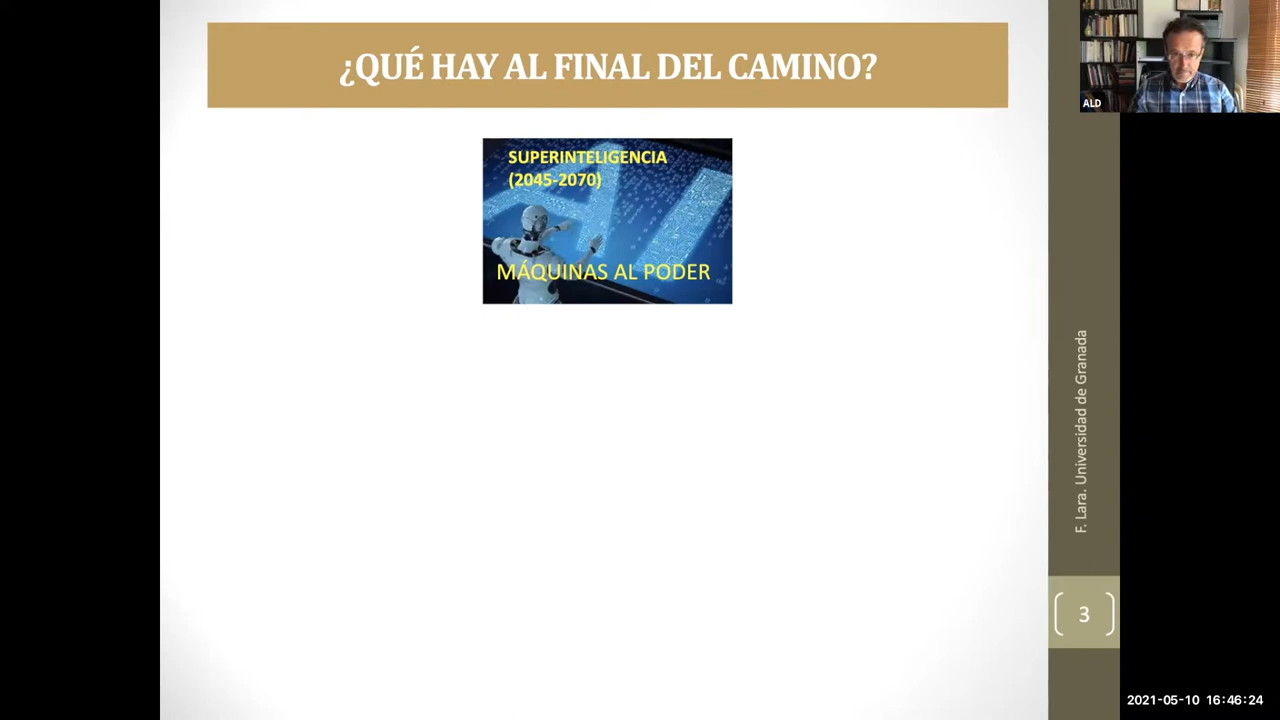 ¿QUÉ HAY AL FINAL DEL CAMINO?
ALD
SUPERINTELIGENCIA
(2045-2070)
MÁQUINAS AL PODER
F. Lara. Universidad de Granada
3
2021-05-10 16:46:24